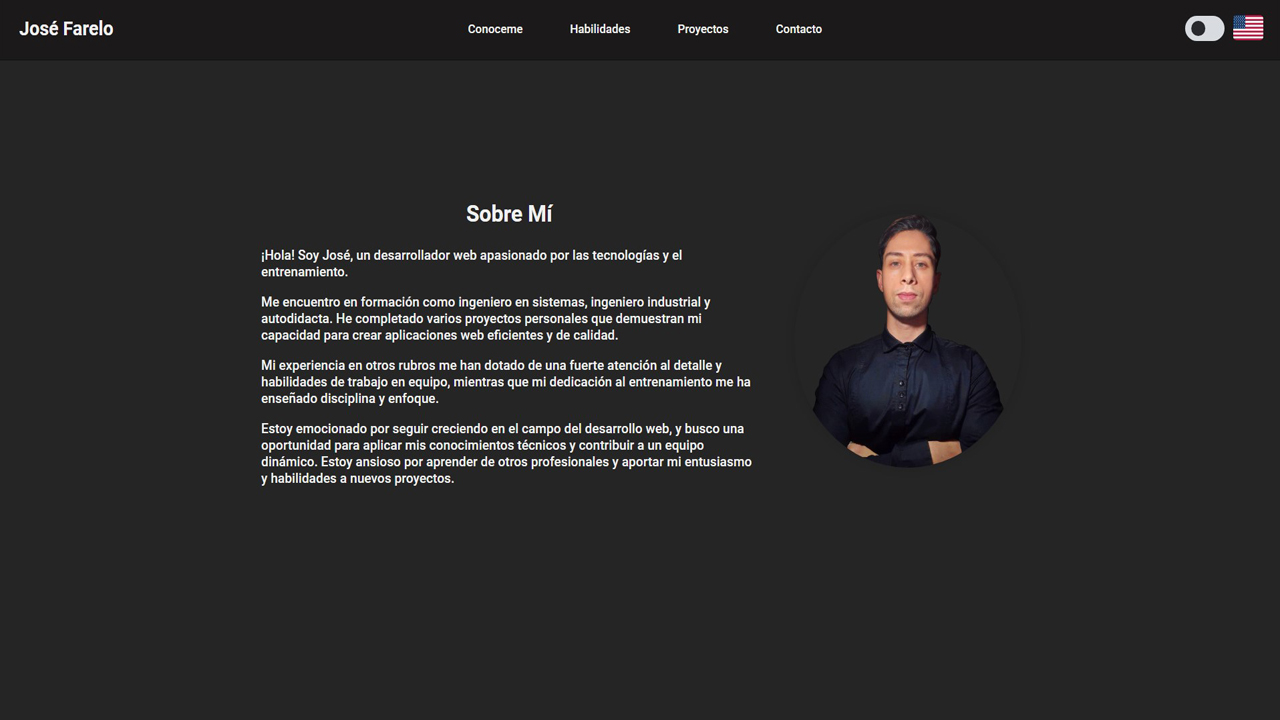 José Farelo
Conoceme
Habilidades
Proyectos
Contacto
Sobre Mí
¡Hola! Soy José, un desarrollador web apasionado por las tecnologías y el
entrenamiento.
Me encuentro en formación como ingeniero en sistemas, ingeniero industrial y
autodidacta. He completado varios proyectos personales que demuestran mi
capacidad para crear aplicaciones web eficientes y de calidad.
Mi experiencia en otros rubros me han dotado de una fuerte atención al detalle y
habilidades de trabajo en equipo, mientras que mi dedicación al entrenamiento me ha
enseñado disciplina y enfoque.
Estoy emocionado por seguir creciendo en el campo del desarrollo web, y busco una
oportunidad para aplicar mis conocimientos técnicos y contribuir a un equipo
dinámico. Estoy ansioso por aprender de otros profesionales y aportar mi entusiasmo
y habilidades a nuevos proyectos.